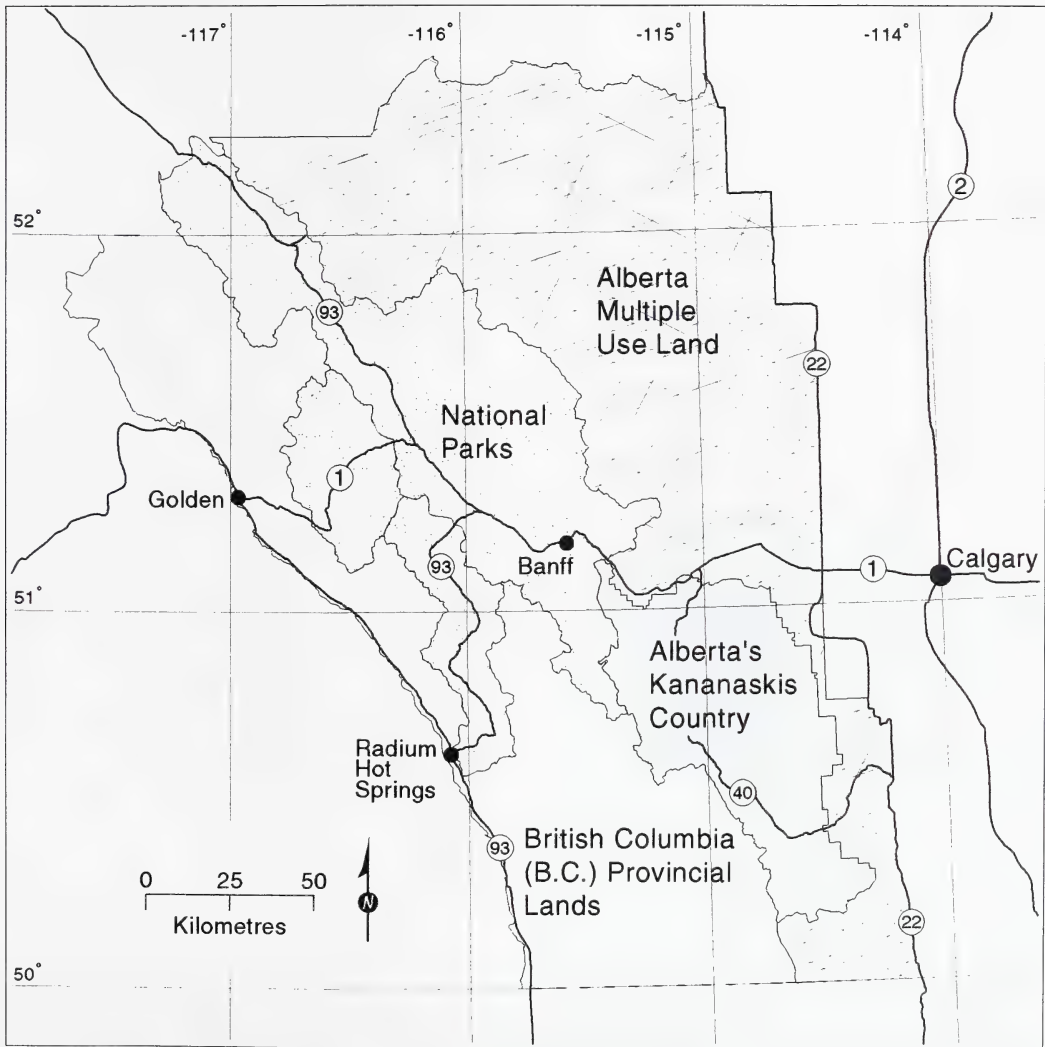 -117°
-116°
-115°
-114°
2
52°
Alberta
Multiple
Use Land
93
22
National
Parks
1
Golden
Banff
93
1
Calgary
51°
Alberta's
Kananaskis
Country
Radium
Hot
Springs
40
93
British Columbia
(B.C.) Provincial
Lands
0 25 50
Kilometres
N
22
50°